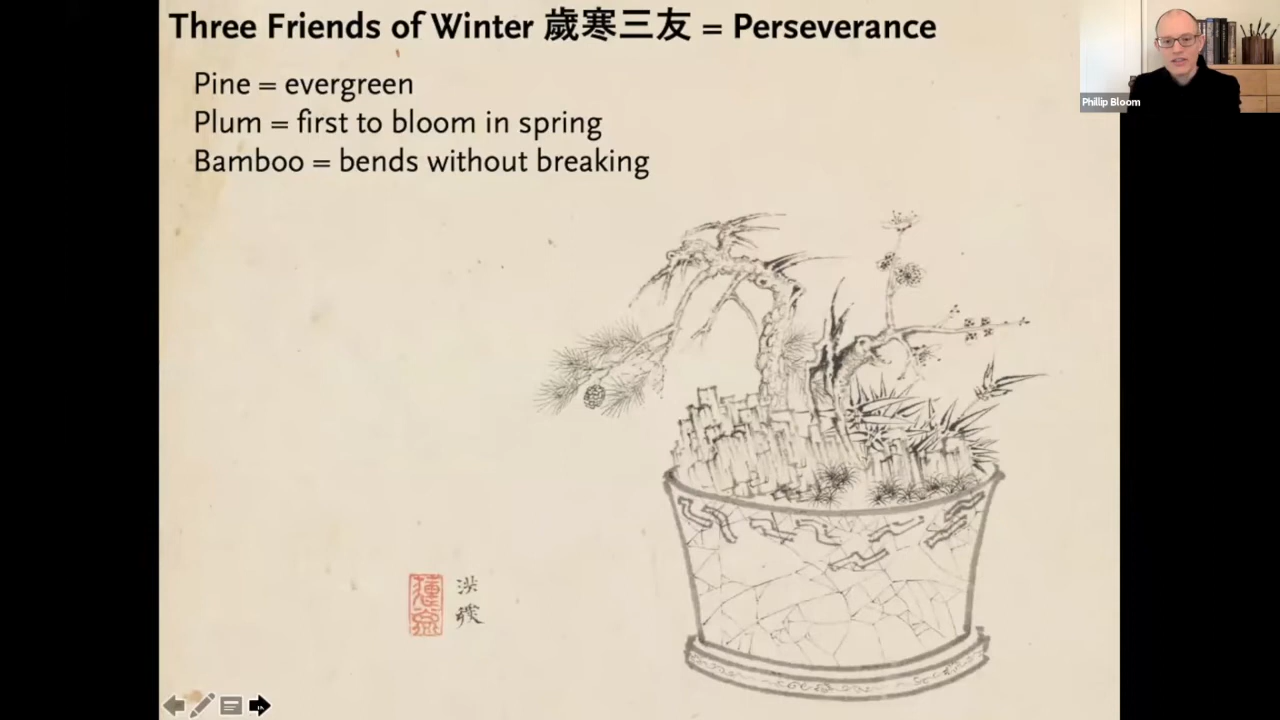 Three Friends of Winter 歲寒三友 = Perseverance
Pine = evergreen
Plum = first to bloom in spring
Bamboo = bends without breaking
Phillip Bloom